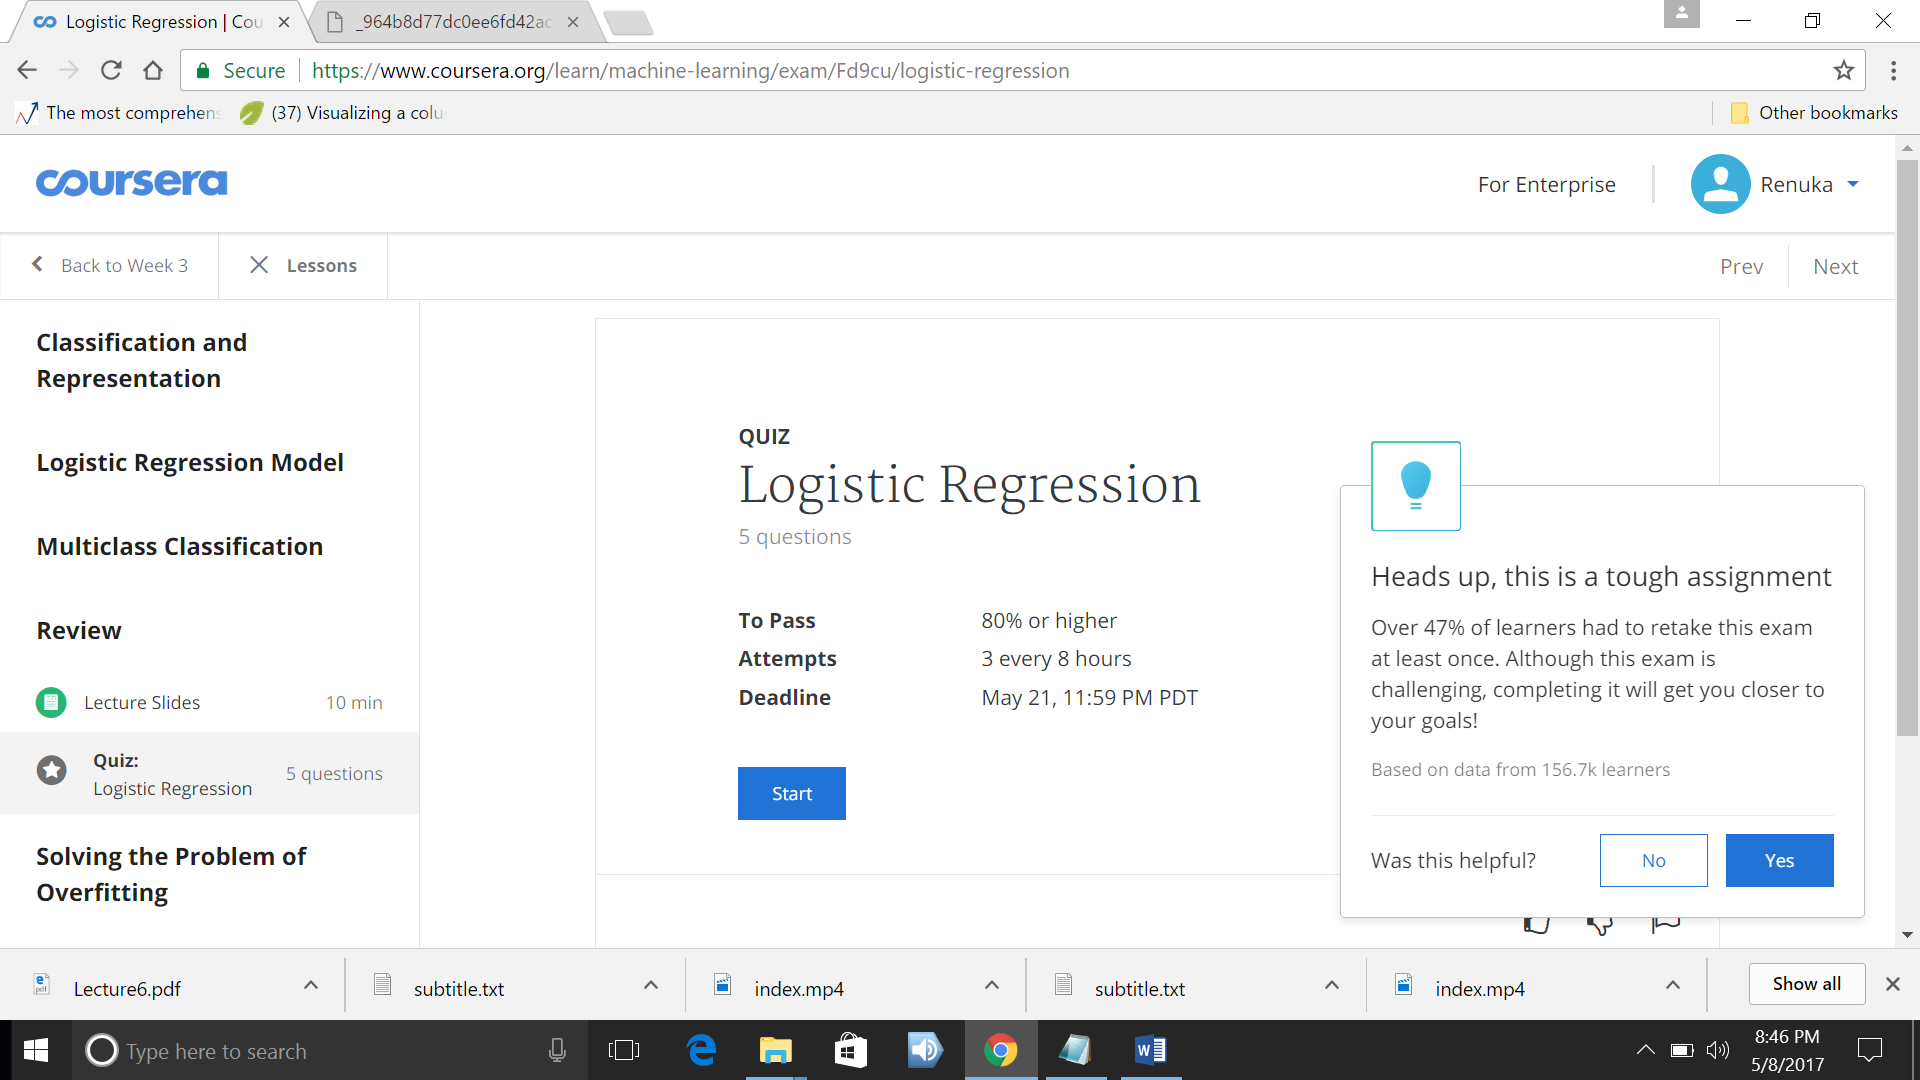 Logistic Regression | Cou
_964b8d77dc0ee6fd42ac
Secure
https://www.coursera.org/learn/machine-learning/exam/Fd9cu/logistic-regression
The most comprehens
(37) Visualizing a colu
Other bookmarks
coursera
For Enterprise
Renuka
Back to Week 3
Lessons
Prev
Next
Classification and
Representation
Logistic Regression Model
Multiclass Classification
Review
Lecture Slides
10 min
Quiz:
Logistic Regression
5 questions
Solving the Problem of
Overfitting
QUIZ
Logistic Regression
5 questions
To Pass
80% or higher
Attempts
3 every 8 hours
Deadline
May 21, 11:59 PM PDT
Start
Heads up, this is a tough assignment
Over 47% of learners had to retake this exam
at least once. Although this exam is
challenging, completing it will get you closer to
your goals!
Based on data from 156.7k learners
Was this helpful?
No
Yes
Lecture6.pdf
subtitle.txt
index.mp4
subtitle.txt
index.mp4
Show all
Type here to search
8:46 PM
5/8/2017